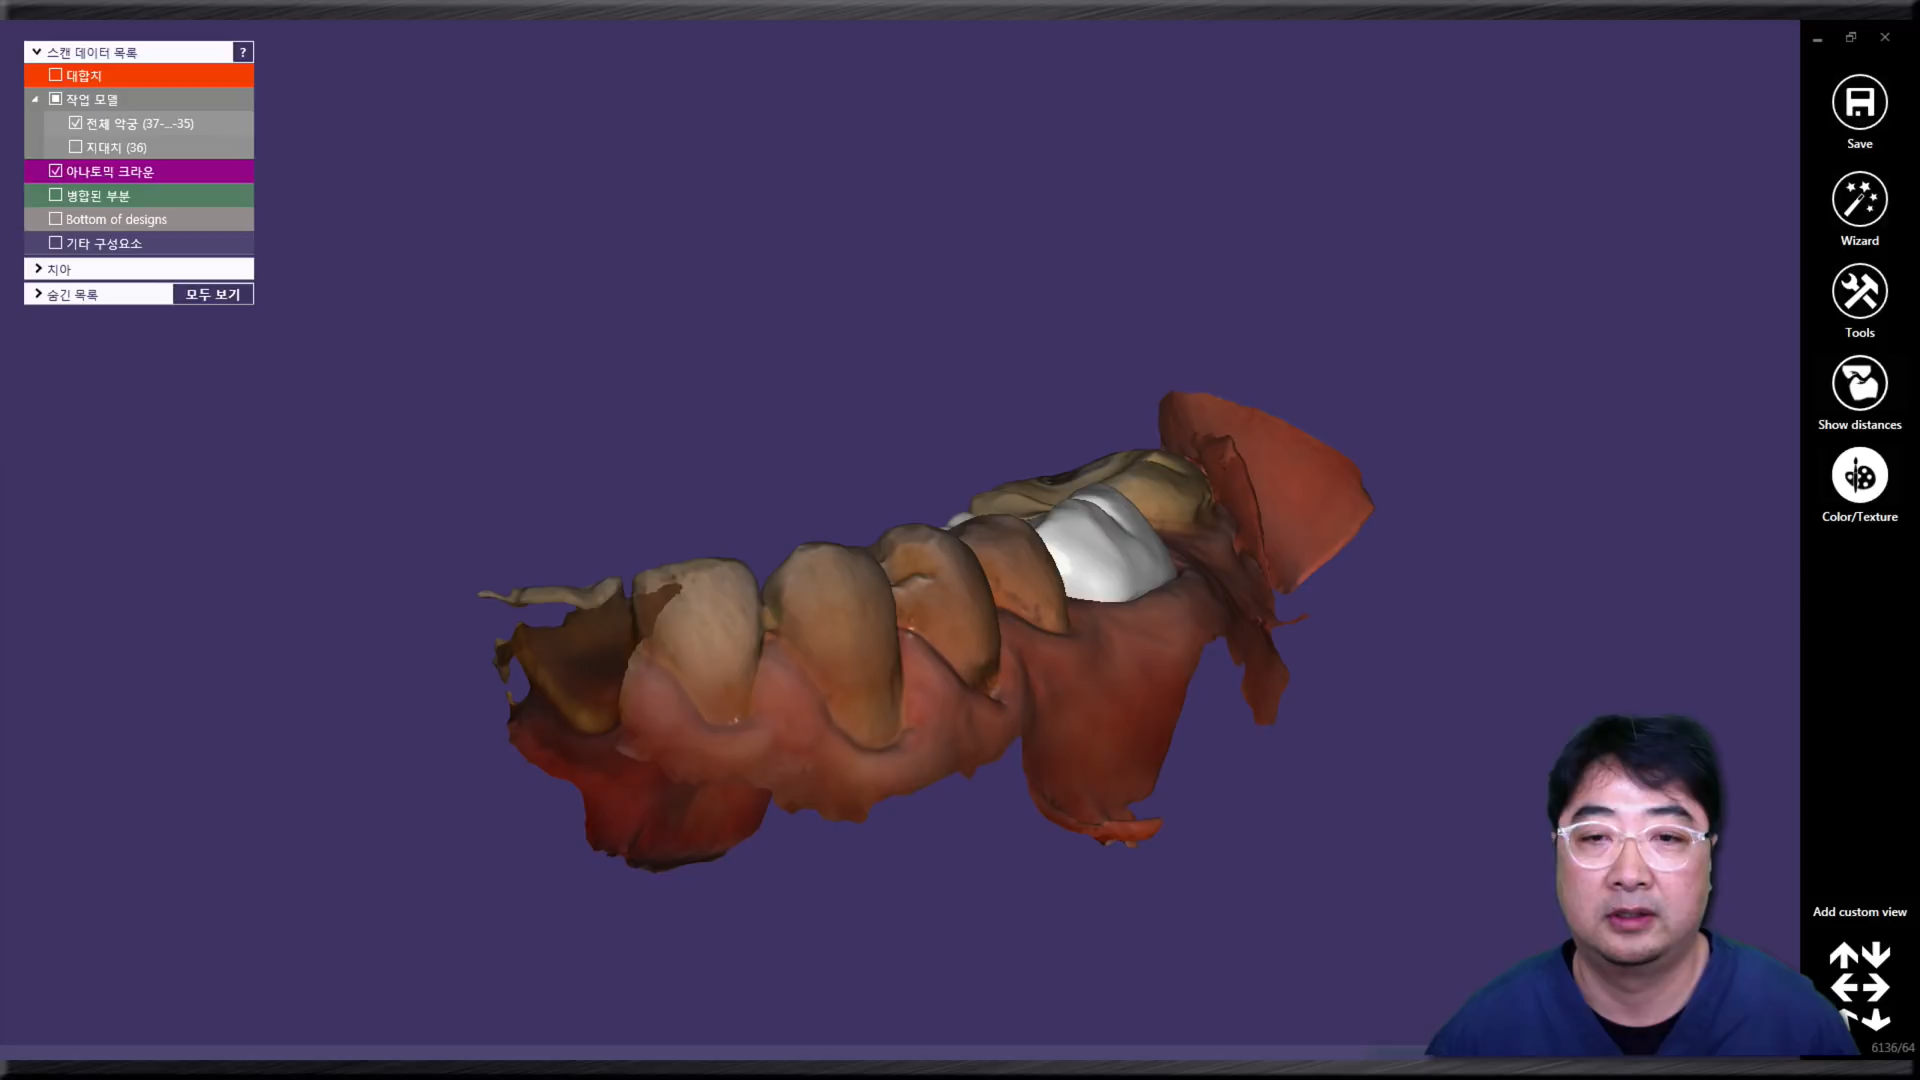 스캔 데이터 목록 ?
대합치
작업 모델
전체 악궁 (37-...-35)
지대치 (36)
아나토믹 크라운
병합된 부분
Bottom of designs
기타 구성요소
치아
숨긴 목록 모두 보기
Save
Wizard
Tools
Show distances
Color/Texture
Add custom view
6136/64